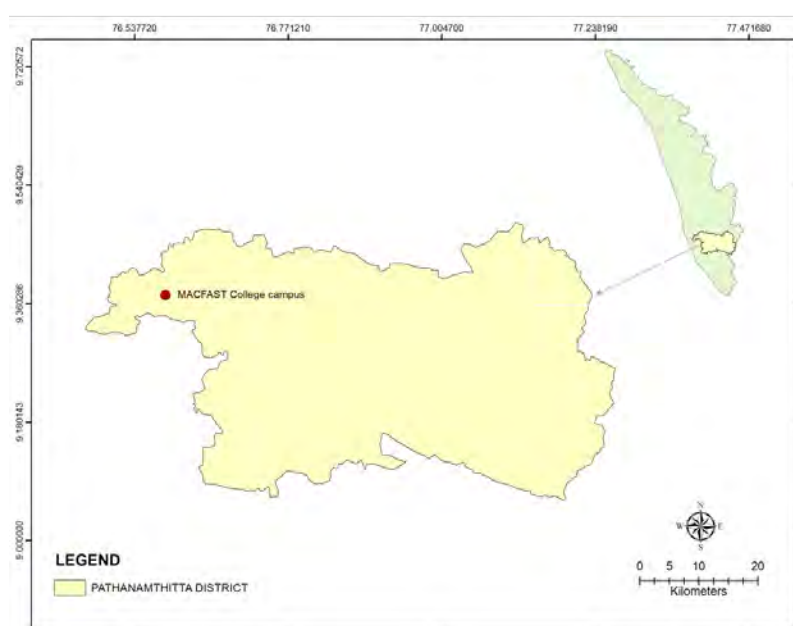 76.537720 76.771210 77.004700 77.238190 77.471680
9.720572
9.540429
9.360286
9.180143
9.000000
MACFAST College campus
N
W E
S
LEGEND
PATHANAMTHITTA DISTRICT
0 5 10 20
Kilometers